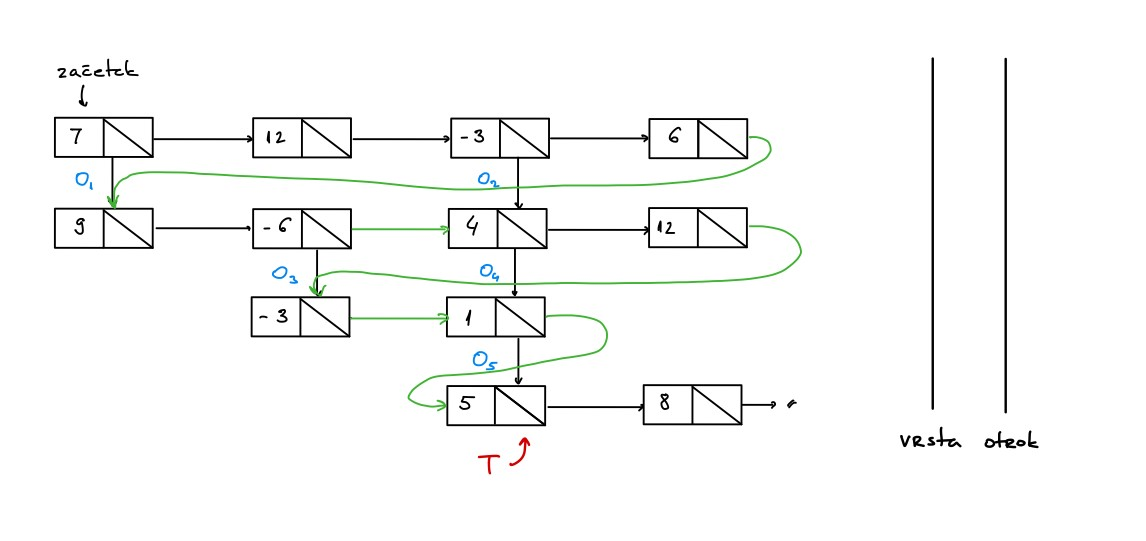 začetek
7 12 -3 6
O₁ O₂
9 -6 4 12
O₃ O₄
-3 1
O₅
5 8
T
vrsta otrok